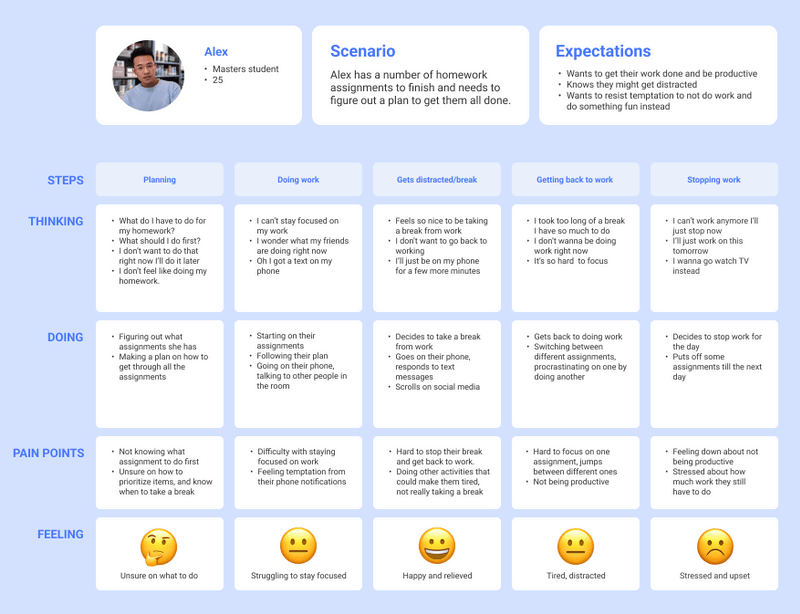 Alex
• Masters student
• 25
Scenario
Alex has a number of homework
assignments to finish and needs to
figure out a plan to get them all done.
Expectations
• Wants to get their work done and be productive
• Knows they might get distracted
• Wants to resist temptation to not do work and
do something fun instead
STEPS
Planning
Doing work
Gets distracted/break
Getting back to work
Stopping work
THINKING
• What do I have to do for
my homework?
• What should I do first?
• I don't want to do that
right now I'll do it later
• I don't feel like doing my
homework.
• I can't stay focused on
my work
• I wonder what my friends
are doing right now
• Oh I got a text on my
phone
• Feels so nice to be taking
a break from work
• I don't want to go back to
working
• I'll just be on my phone
for a few more minutes
• I took too long of a break
I have so much to do
• I don't wanna be doing
work right now
• It's so hard to focus
• I can't work anymore I'll
just stop now
• I'll just work on this
tomorrow
• I wanna go watch TV
instead
DOING
• Figuring out what
assignments she has
• Making a plan on how to
get through all the
assignments
• Starting on their
assignments
• Following their plan
• Going on their phone,
talking to other people in
the room
• Decides to take a break
from work
• Goes on their phone,
responds to text
messages
• Scrolls on social media
• Gets back to doing work
• Switching between
different assignments,
procrastinating on one by
doing another
• Decides to stop work for
the day
• Puts off some
assignments till the next
day
PAIN POINTS
• Not knowing what
assignment to do first
• Unsure on how to
prioritize items, and know
when to take a break
• Difficulty with staying
focused on work
• Feeling temptation from
their phone notifications
• Hard to stop their break
and get back to work.
• Doing other activities that
could make them tired,
not really taking a break
• Hard to focus on one
assignment, jumps
between different ones
• Not being productive
• Feeling down about not
being productive
• Stressed about how
much work they still
have to do
FEELING
Unsure on what to do
Struggling to stay focused
Happy and relieved
Tired, distracted
Stressed and upset